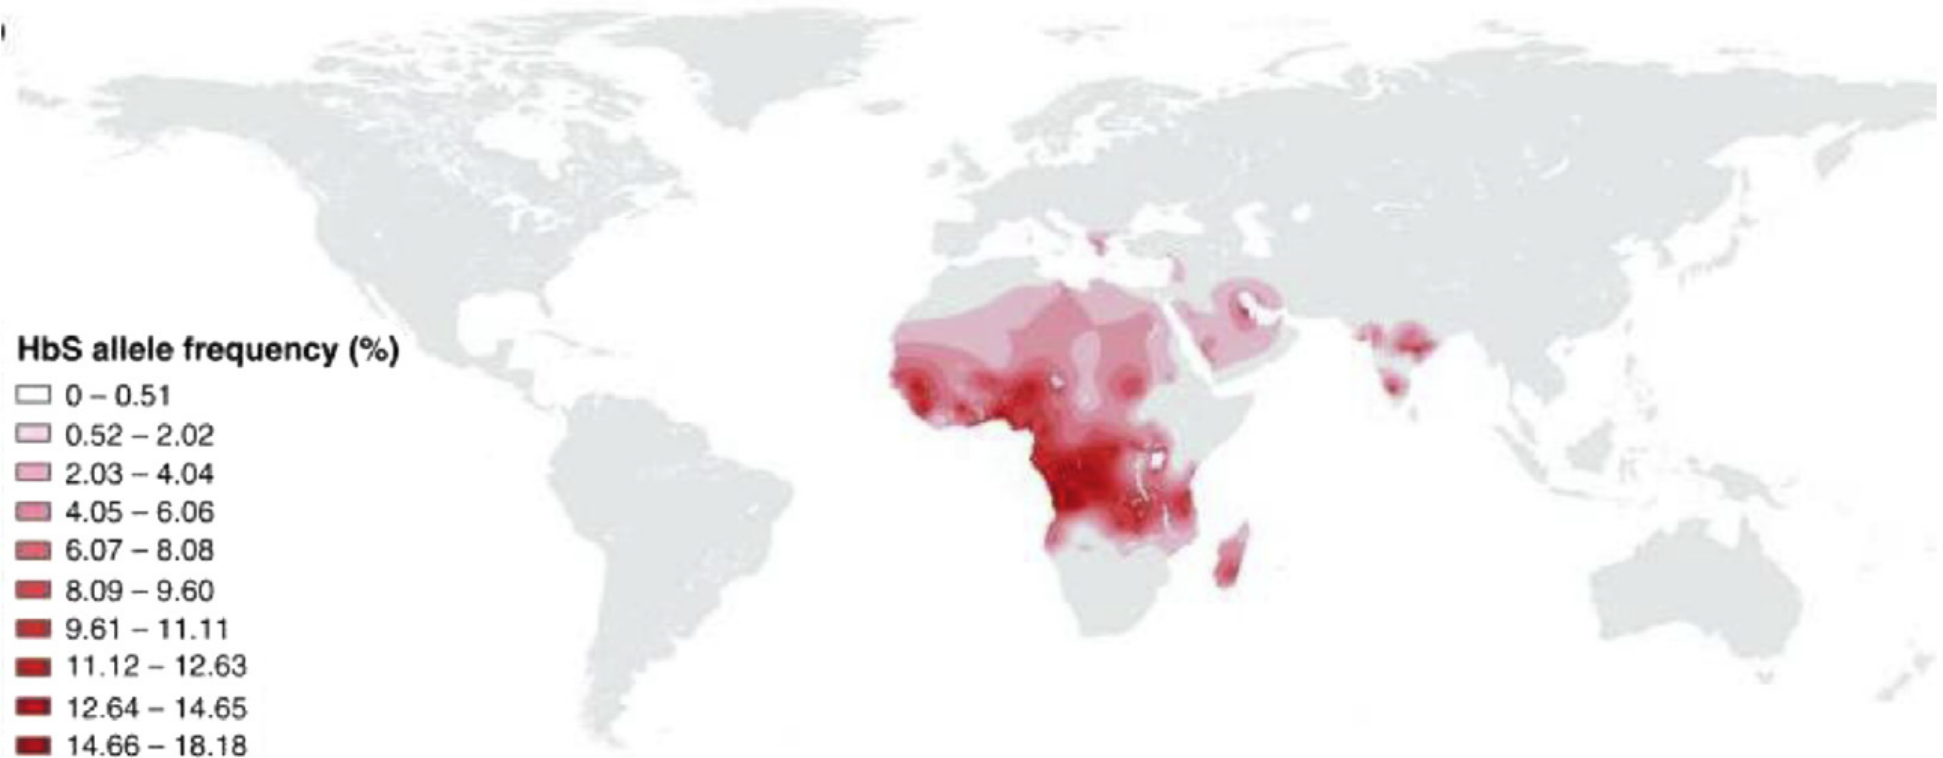 HbS allele frequency (%)
0 – 0.51
0.52 – 2.02
2.03 – 4.04
4.05 – 6.06
6.07 – 8.08
8.09 – 9.60
9.61 – 11.11
11.12 – 12.63
12.64 – 14.65
14.66 – 18.18